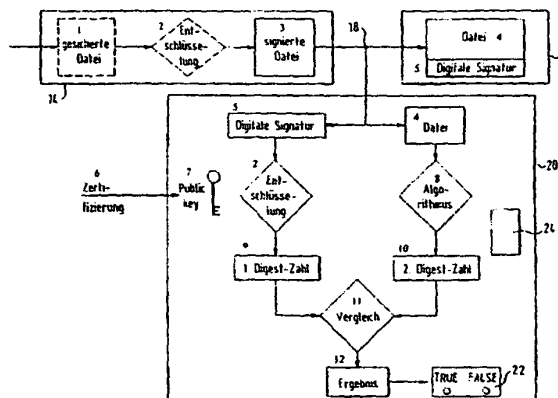 1
gesicherte
Datei
2
Ent-
schlüsse-
lung
3
signierte
Datei
18
Datei 4
5 Digitale Signatur
16
5
Digitale Signatur
4
Datei
6
Zerti-
fizierung
7
Public
key
2
Ent-
schlüsse-
lung
8
Algo-
rithmus
20
24
1. Digest-Zahl
10
2. Digest-Zahl
11
Vergleich
12
Ergebnis
TRUE FALSE
22